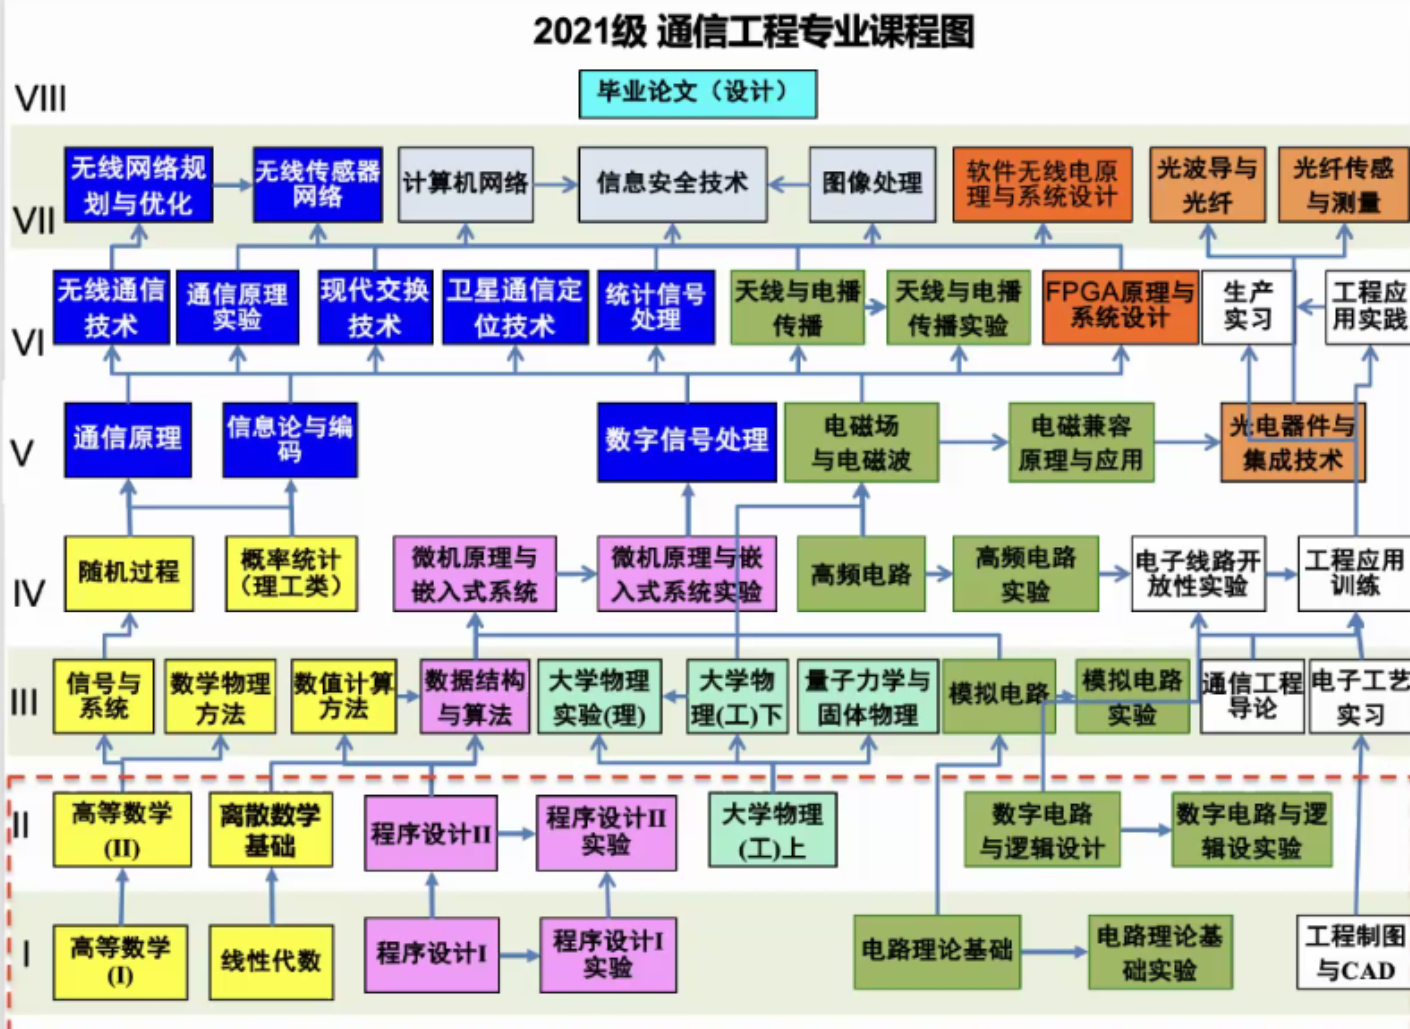 2021级 通信工程专业课程图
VIII
毕业论文（设计）
VII
无线网络规
划与优化
无线传感器
网络
计算机网络
信息安全技术
图像处理
软件无线电原
理与系统设计
光波导与
光纤
光纤传感
与测量
VI
无线通信
技术
通信原理
实验
现代交换
技术
卫星通信定
位技术
统计信号
处理
天线与电播
传播
天线与电播
传播实验
FPGA原理与
系统设计
生产
实习
工程应
用实践
V
通信原理
信息论与编
码
数字信号处理
电磁场
与电磁波
电磁兼容
原理与应用
光电器件与
集成技术
IV
随机过程
概率统计
（理工类）
微机原理与
嵌入式系统
微机原理与嵌
入式系统实验
高频电路
高频电路
实验
电子线路开
放性实验
工程应用
训练
III
信号与
系统
数学物理
方法
数值计算
方法
数据结构
与算法
大学物理
实验(理)
大学物
理(工)下
量子力学与
固体物理
模拟电路
模拟电路
实验
通信工程
导论
电子工艺
实习
II
高等数学
(II)
离散数学
基础
程序设计II
程序设计II
实验
大学物理
(工)上
数字电路
与逻辑设计
数字电路与逻
辑设实验
I
高等数学
(I)
线性代数
程序设计I
程序设计I
实验
电路理论基础
电路理论基
础实验
工程制图
与CAD